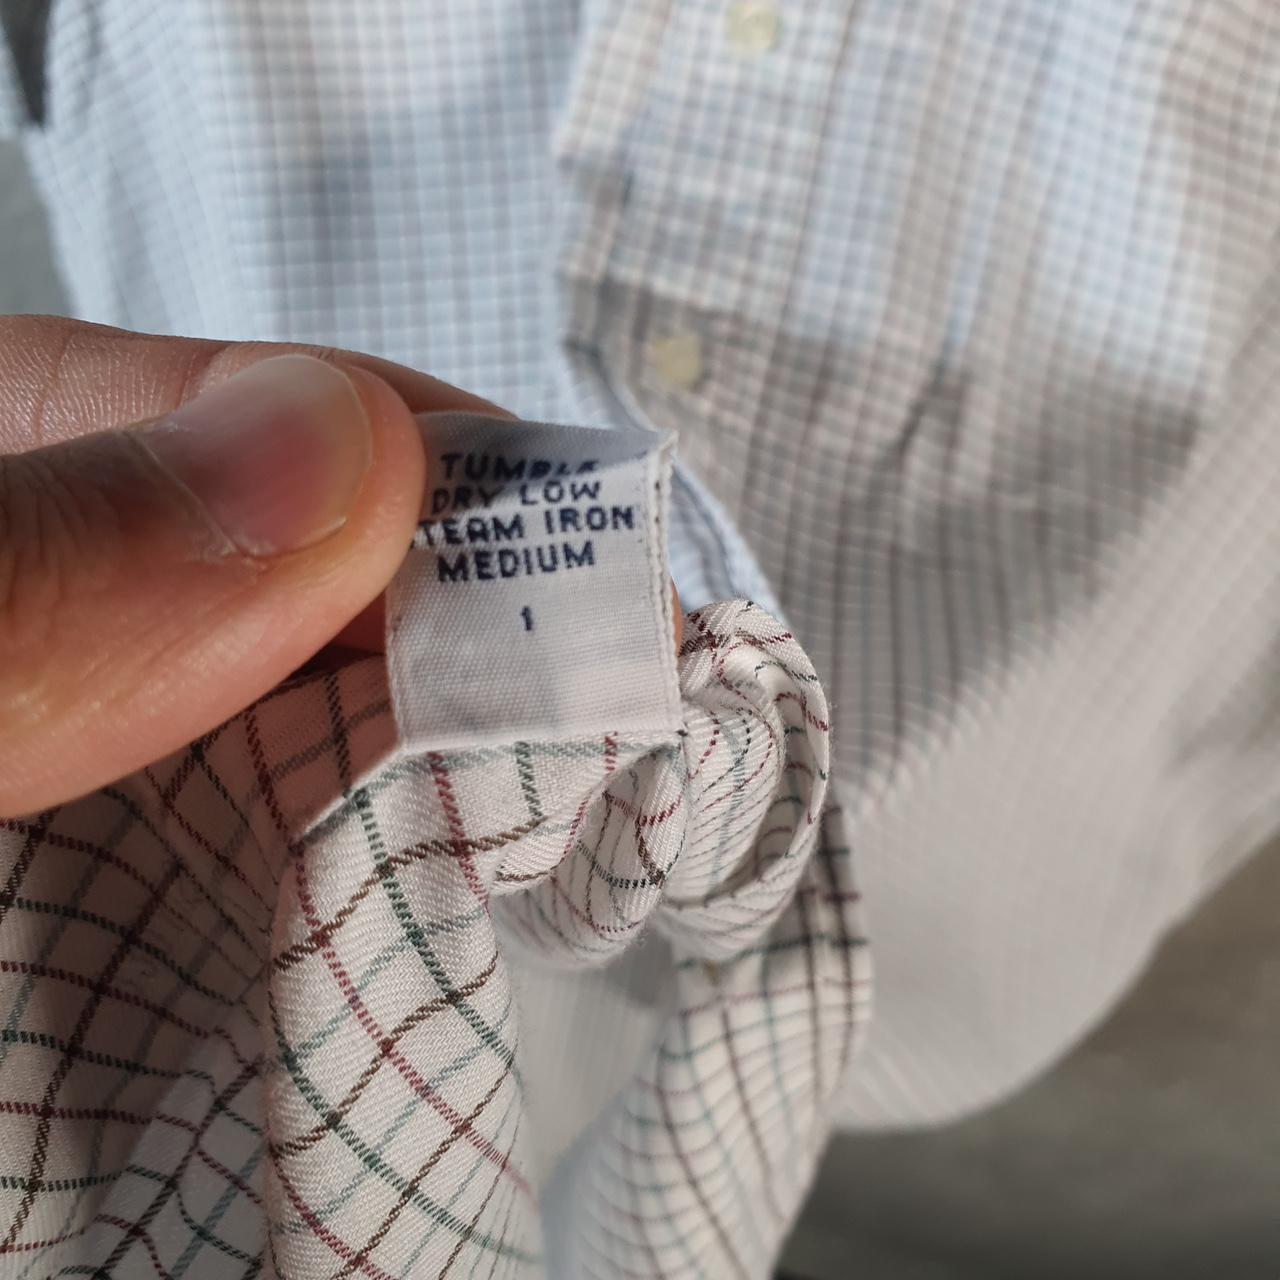 TUMBLE
DRY LOW
TEAM IRON
MEDIUM
1